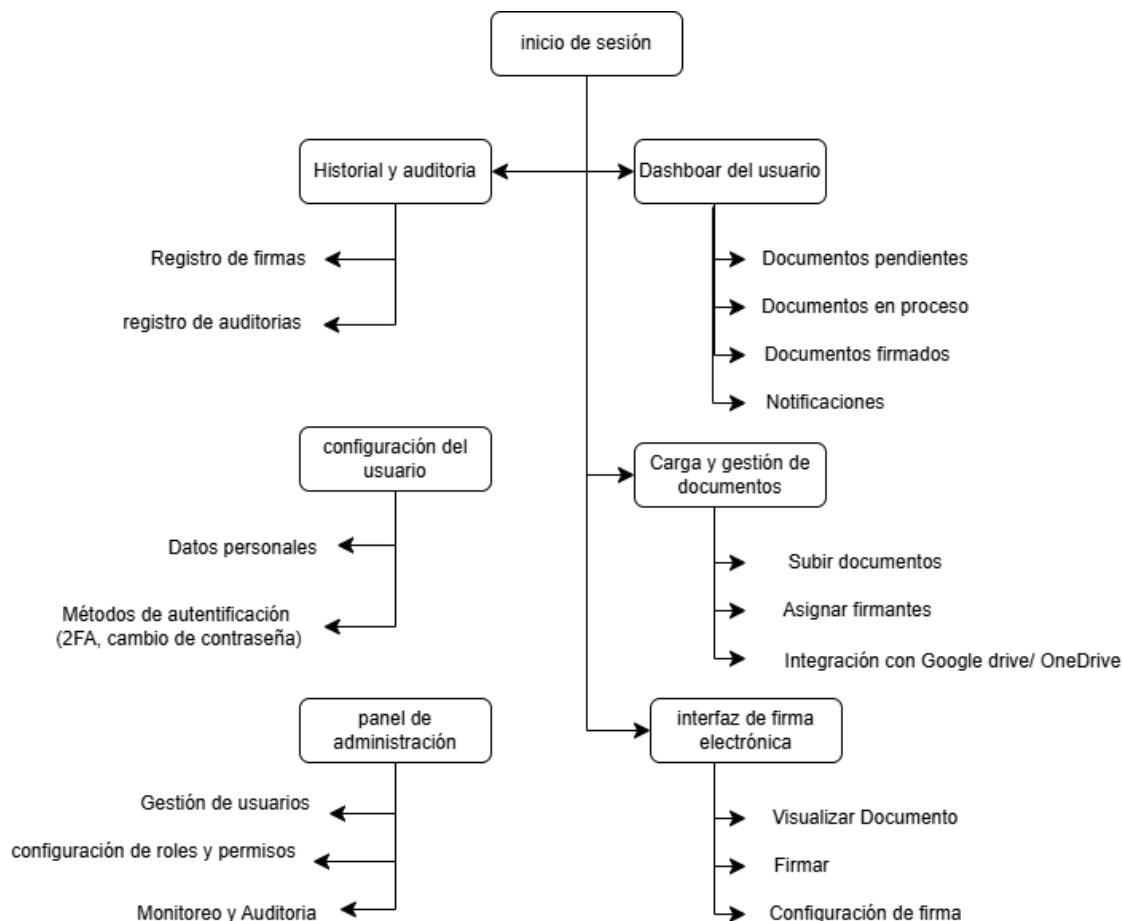 inicio de sesión
Historial y auditoria
Dashboar del usuario
Registro de firmas
registro de auditorias
Documentos pendientes
Documentos en proceso
Documentos firmados
Notificaciones
configuración del
usuario
Carga y gestión de
documentos
Datos personales
Métodos de autentificación
(2FA, cambio de contraseña)
Subir documentos
Asignar firmantes
Integración con Google drive/ OneDrive
panel de
administración
interfaz de firma
electrónica
Gestión de usuarios
configuración de roles y permisos
Monitoreo y Auditoria
Visualizar Documento
Firmar
Configuración de firma